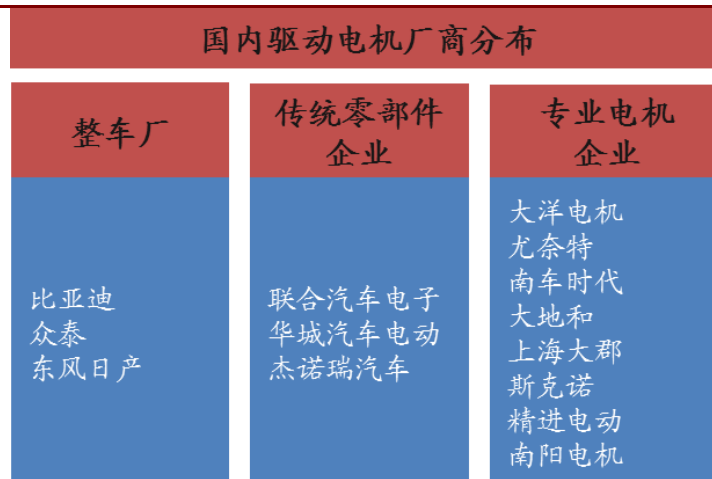 国内驱动电机厂商分布
整车厂
比亚迪
众泰
东风日产
传统零部件
企业
联合汽车电子
华城汽车电动
杰诺瑞汽车
专业电机
企业
大洋电机
尤奈特
南车时代
大地和
上海大郡
斯克诺
精进电动
南阳电机